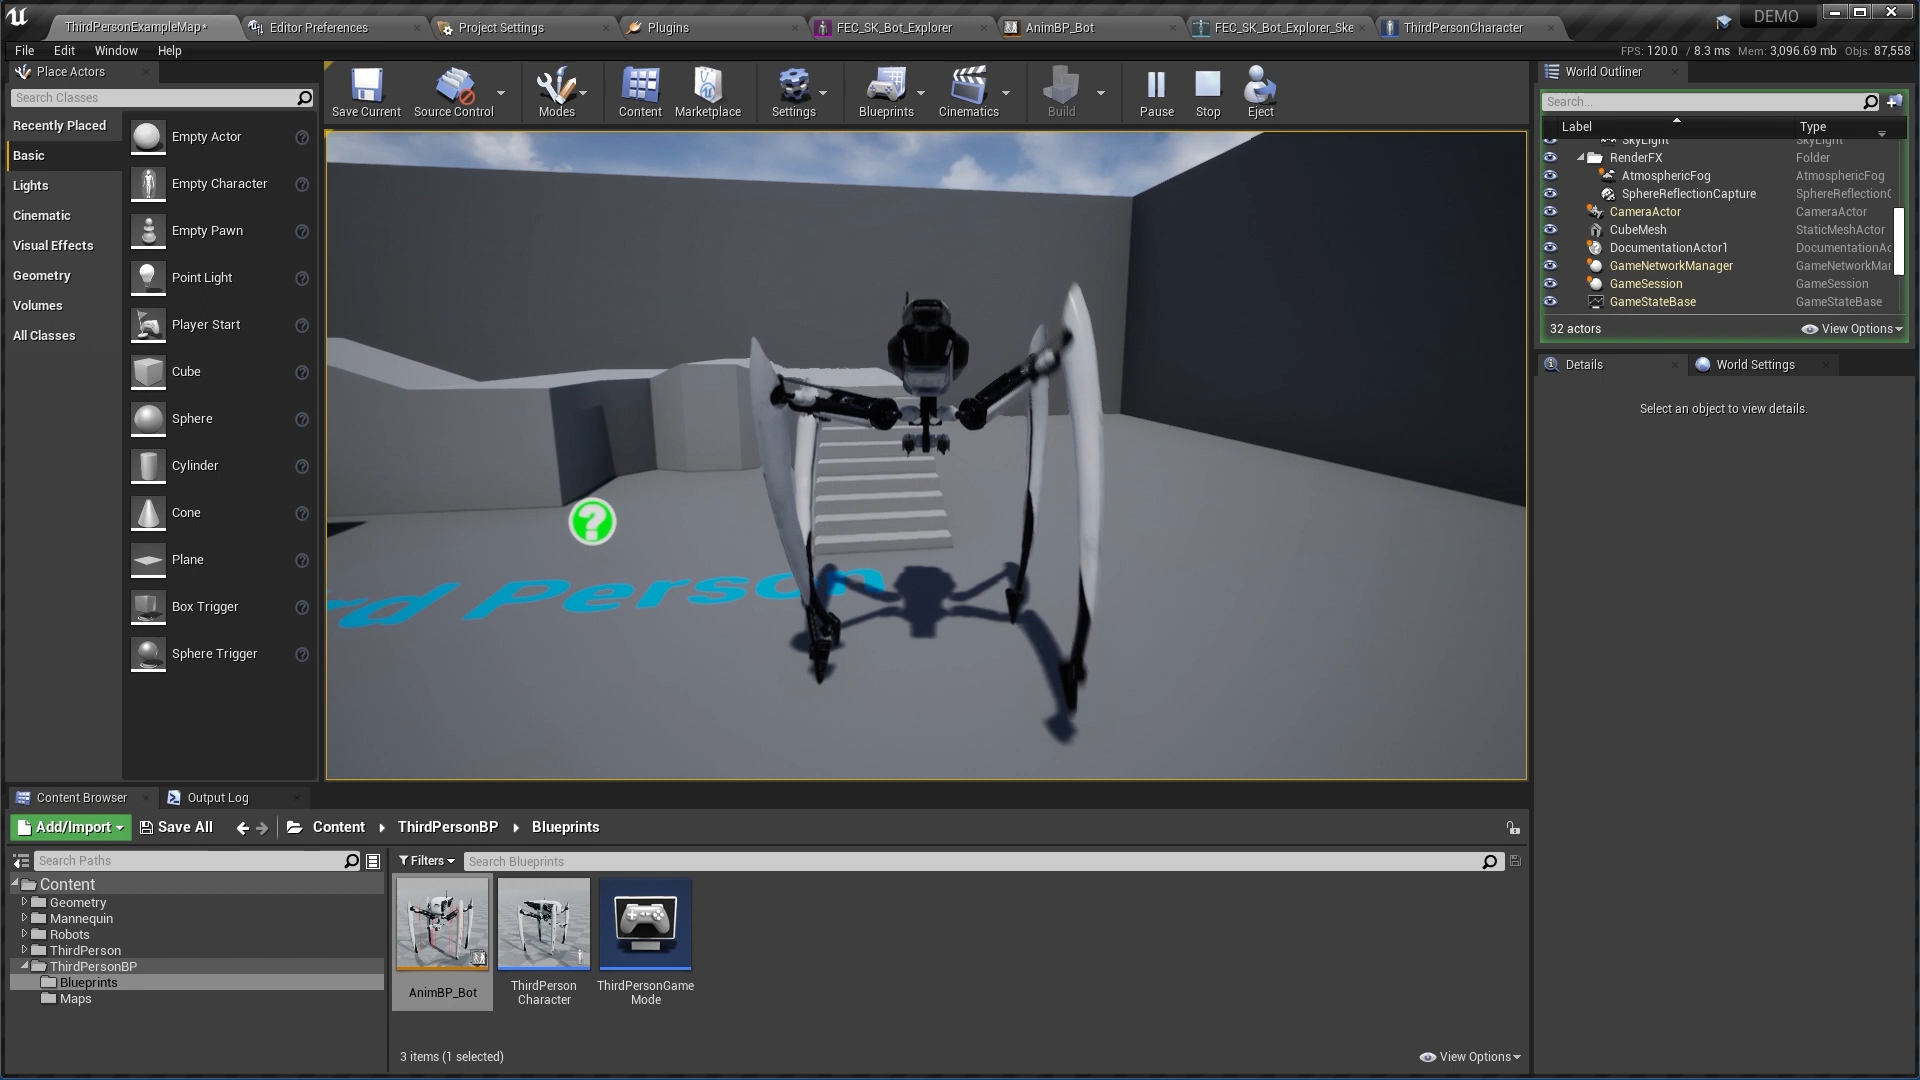 ThirdPersonExampleMap*
Editor Preferences
Project Settings
Plugins
FEC_SK_Bot_Explorer
AnimBP_Bot
FEC_SK_Bot_Explorer_Ske
ThirdPersonCharacter
DEMO
File Edit Window Help
FPS: 120.0 / 8.3 ms Mem: 3,096.69 mb Objs: 87,558
Place Actors
Search Classes
Recently Placed
Basic
Lights
Cinematic
Visual Effects
Geometry
Volumes
All Classes
Empty Actor
Empty Character
Empty Pawn
Point Light
Player Start
Cube
Sphere
Cylinder
Cone
Plane
Box Trigger
Sphere Trigger
Save Current
Source Control
Modes
Content
Marketplace
Settings
Blueprints
Cinematics
Build
Pause
Stop
Eject
?
rd Person
World Outliner
Search...
Label Type
SkyLight SkyLight
RenderFX Folder
AtmosphericFog AtmosphericFog
SphereReflectionCapture SphereReflectionC
CameraActor CameraActor
CubeMesh StaticMeshActor
DocumentationActor1 DocumentationAc
GameNetworkManager GameNetworkMar
GameSession GameSession
GameStateBase GameStateBase
32 actors View Options
Details
World Settings
Select an object to view details.
Content Browser
Output Log
Add/Import Save All Content ThirdPersonBP Blueprints
Search Paths
Filters
Search Blueprints
Content
Geometry
Mannequin
Robots
ThirdPerson
ThirdPersonBP
Blueprints
Maps
AnimBP_Bot
ThirdPerson
Character
ThirdPersonGame
Mode
3 items (1 selected)
View Options